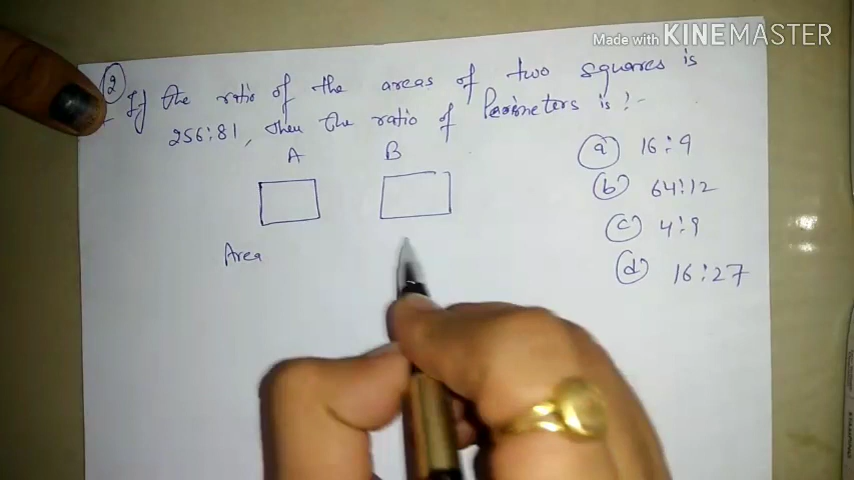 Made with KINEMASTER
② If the ratio of the areas of two squares is
256:81, then the ratio of Perimeters is:-
A B
Area
ⓐ 16:9
ⓑ 64:12
ⓒ 4:9
ⓓ 16:27